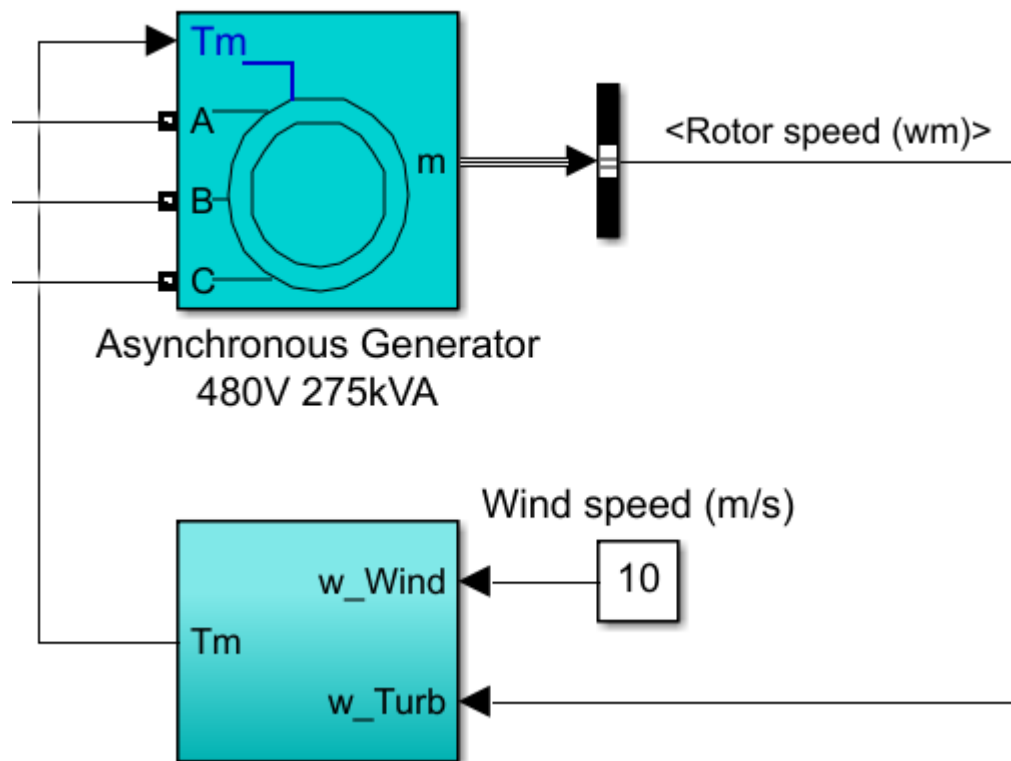 Tm
A
<Rotor speed (wm)>
m
B
C
Asynchronous Generator
480V 275kVA
Wind speed (m/s)
w_Wind
10
Tm
w_Turb